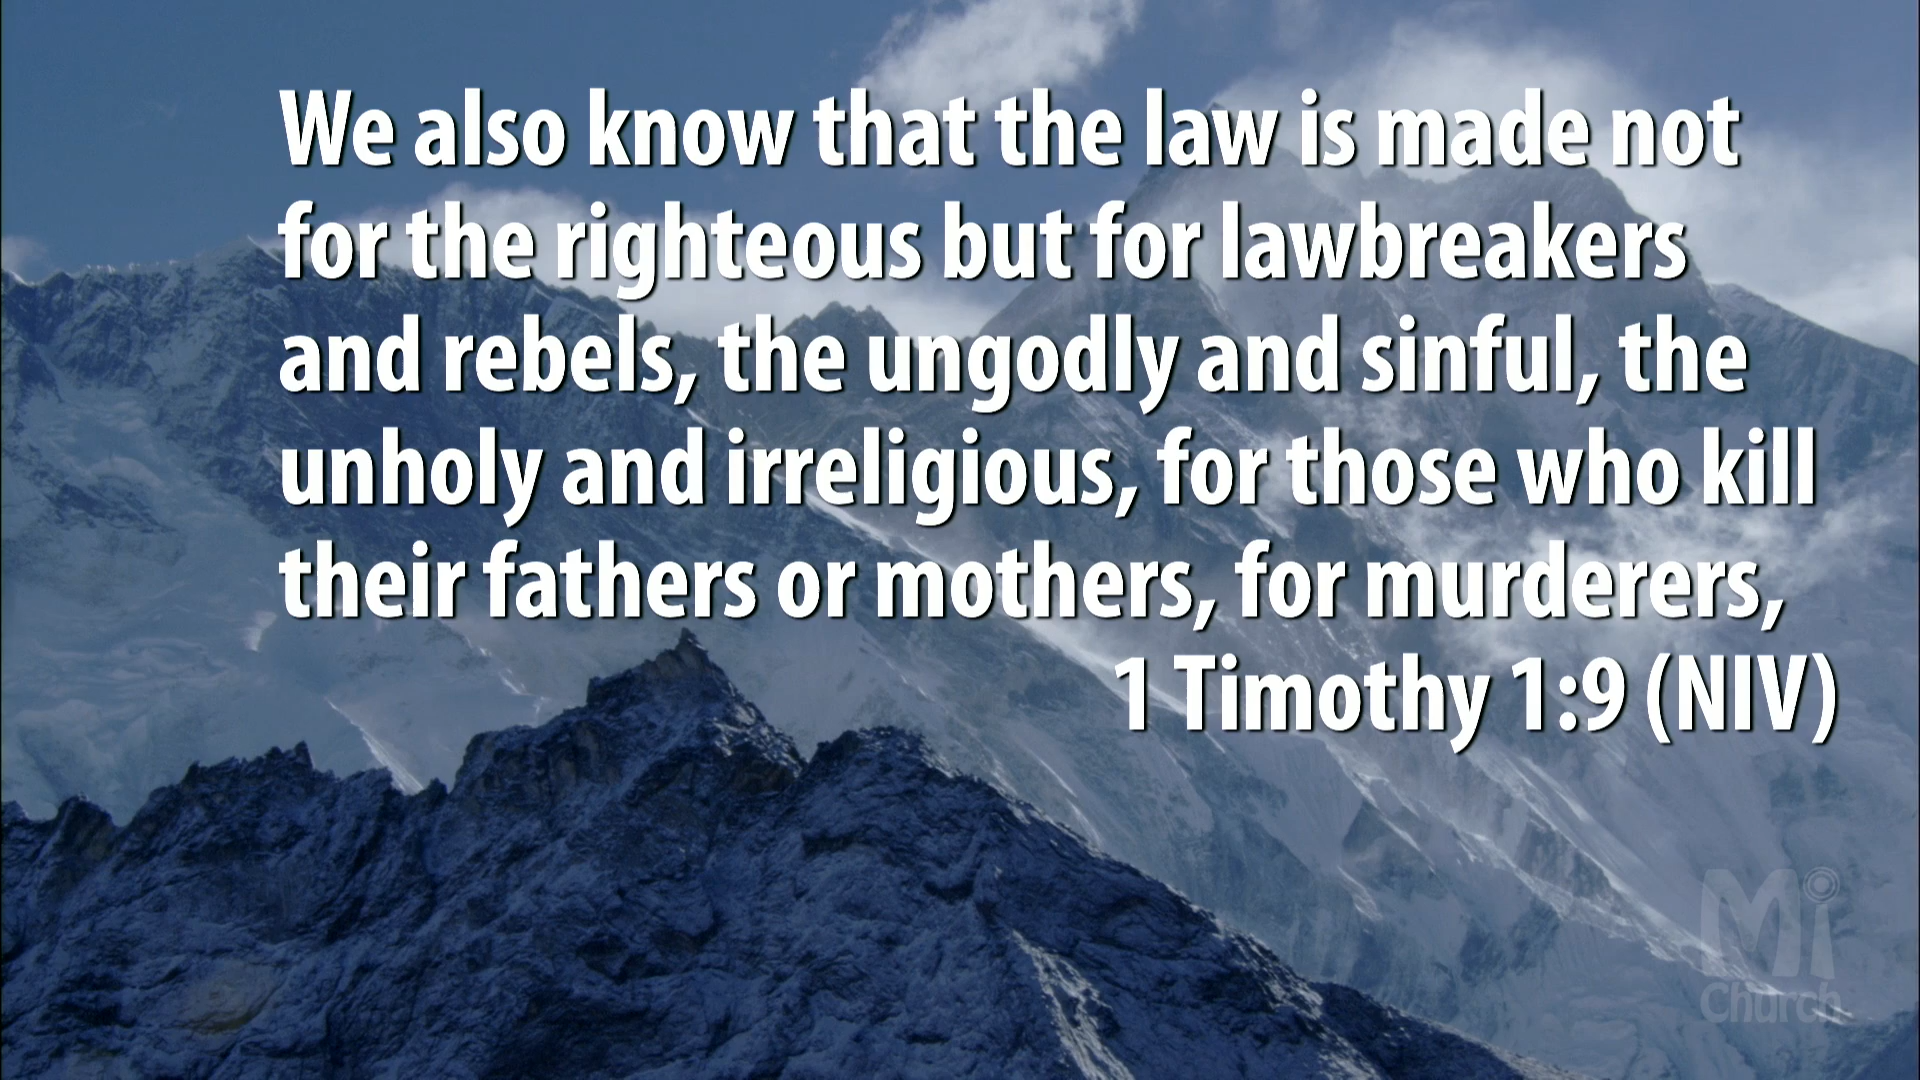 We also know that the law is made not
for the righteous but for lawbreakers
and rebels, the ungodly and sinful, the
unholy and irreligious, for those who kill
their fathers or mothers, for murderers,
1 Timothy 1:9 (NIV)
Mi
Church